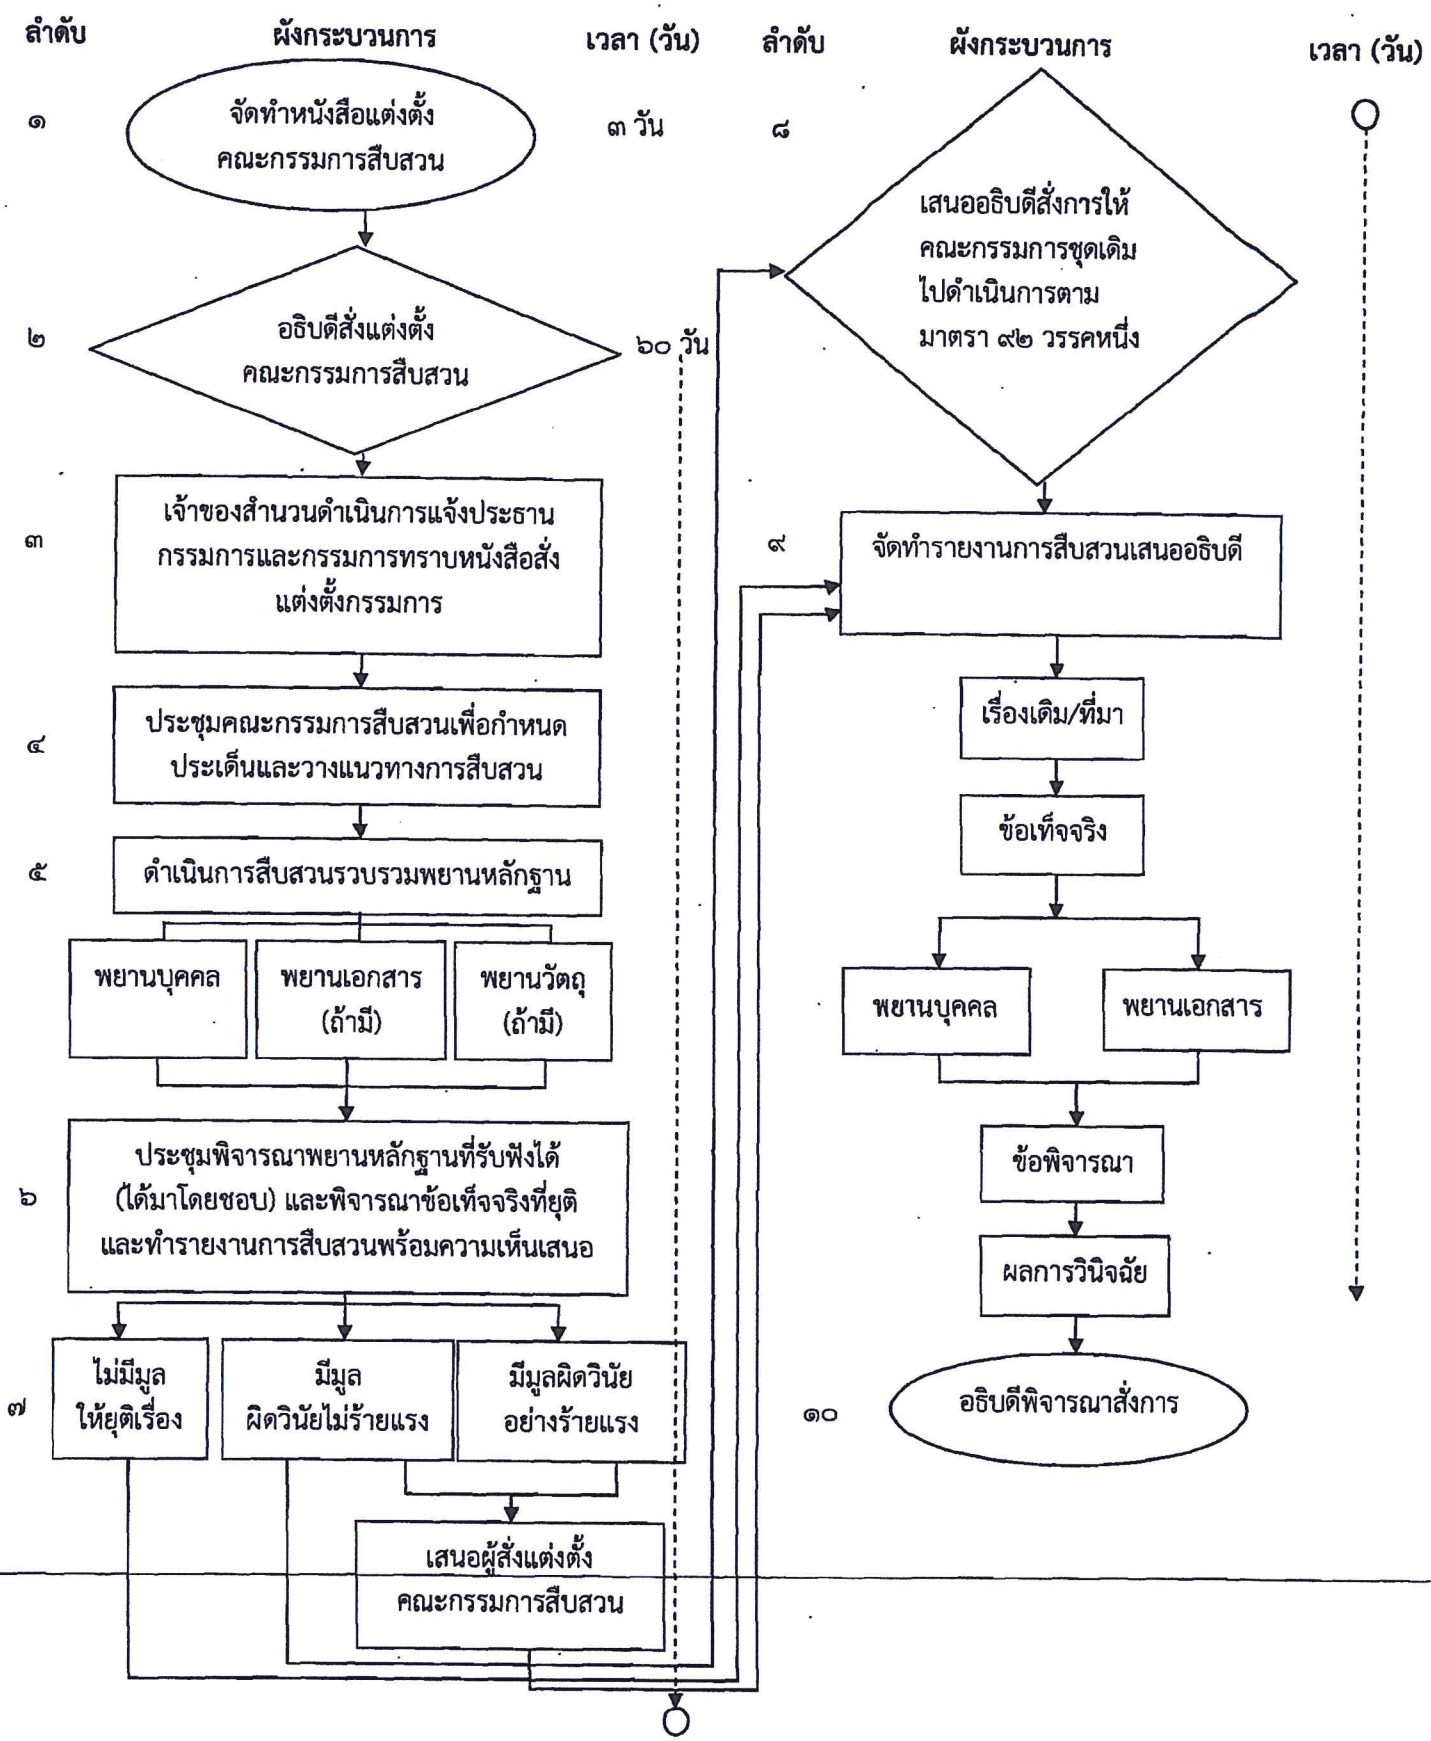 ลำดับ
ผังกระบวนการ
เวลา (วัน)
๑
จัดทำหนังสือแต่งตั้ง
คณะกรรมการสืบสวน
๓ วัน
๒
อธิบดีสั่งแต่งตั้ง
คณะกรรมการสืบสวน
๖๐ วัน
๓
เจ้าของสำนวนดำเนินการแจ้งประธาน
กรรมการและกรรมการทราบหนังสือสั่ง
แต่งตั้งกรรมการ
๔
ประชุมคณะกรรมการสืบสวนเพื่อกำหนด
ประเด็นและวางแนวทางการสืบสวน
๕
ดำเนินการสืบสวนรวบรวมพยานหลักฐาน
พยานบุคคล
พยานเอกสาร
(ถ้ามี)
พยานวัตถุ
(ถ้ามี)
๖
ประชุมพิจารณาพยานหลักฐานที่รับฟังได้
(ได้มาโดยชอบ) และพิจารณาข้อเท็จจริงที่ยุติ
และทำรายงานการสืบสวนพร้อมความเห็นเสนอ
๗
ไม่มีมูล
ให้ยุติเรื่อง
มีมูล
ผิดวินัยไม่ร้ายแรง
มีมูลผิดวินัย
อย่างร้ายแรง
เสนอผู้สั่งแต่งตั้ง
คณะกรรมการสืบสวน
ลำดับ
ผังกระบวนการ
เวลา (วัน)
๘
เสนออธิบดีสั่งการให้
คณะกรรมการชุดเดิม
ไปดำเนินการตาม
มาตรา ๙๒ วรรคหนึ่ง
๙
จัดทำรายงานการสืบสวนเสนออธิบดี
เรื่องเดิม/ที่มา
ข้อเท็จจริง
พยานบุคคล
พยานเอกสาร
ข้อพิจารณา
ผลการวินิจฉัย
๑๐
อธิบดีพิจารณาสั่งการ